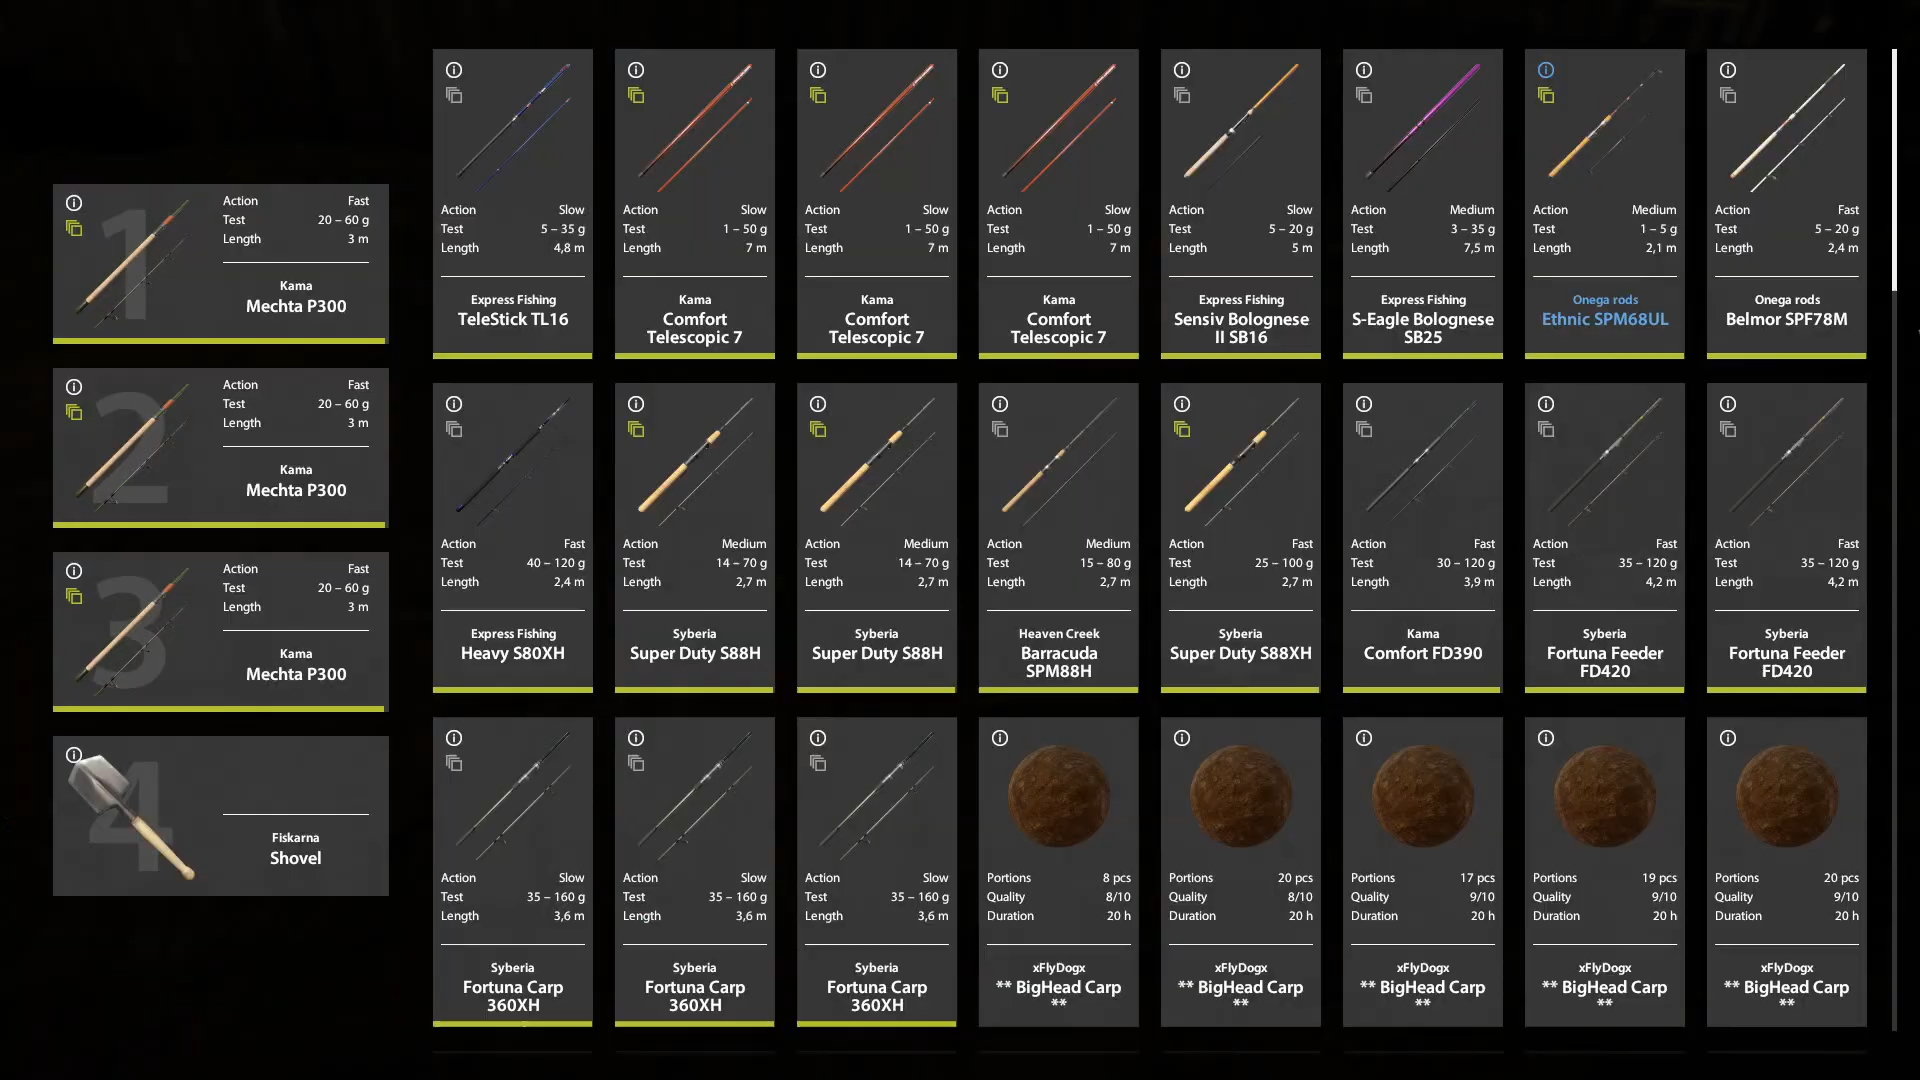 1
Action Fast
Test 20 – 60 g
Length 3 m
Kama
Mechta P300
2
Action Fast
Test 20 – 60 g
Length 3 m
Kama
Mechta P300
3
Action Fast
Test 20 – 60 g
Length 3 m
Kama
Mechta P300
4
Fiskarna
Shovel
Action Slow
Test 5 – 35 g
Length 4,8 m
Express Fishing
TeleStick TL16
Action Slow
Test 1 – 50 g
Length 7 m
Kama
Comfort
Telescopic 7
Action Slow
Test 1 – 50 g
Length 7 m
Kama
Comfort
Telescopic 7
Action Slow
Test 1 – 50 g
Length 7 m
Kama
Comfort
Telescopic 7
Action Slow
Test 5 – 20 g
Length 5 m
Express Fishing
Sensiv Bolognese
II SB16
Action Medium
Test 3 – 35 g
Length 7,5 m
Express Fishing
S-Eagle Bolognese
SB25
Action Medium
Test 1 – 5 g
Length 2,1 m
Onega rods
Ethnic SPM68UL
Action Fast
Test 5 – 20 g
Length 2,4 m
Onega rods
Belmor SPF78M
Action Fast
Test 40 – 120 g
Length 2,4 m
Express Fishing
Heavy S80XH
Action Medium
Test 14 – 70 g
Length 2,7 m
Syberia
Super Duty S88H
Action Medium
Test 14 – 70 g
Length 2,7 m
Syberia
Super Duty S88H
Action Medium
Test 15 – 80 g
Length 2,7 m
Heaven Creek
Barracuda
SPM88H
Action Fast
Test 25 – 100 g
Length 2,7 m
Syberia
Super Duty S88XH
Action Fast
Test 30 – 120 g
Length 3,9 m
Kama
Comfort FD390
Action Fast
Test 35 – 120 g
Length 4,2 m
Syberia
Fortuna Feeder
FD420
Action Fast
Test 35 – 120 g
Length 4,2 m
Syberia
Fortuna Feeder
FD420
Action Slow
Test 35 – 160 g
Length 3,6 m
Syberia
Fortuna Carp
360XH
Action Slow
Test 35 – 160 g
Length 3,6 m
Syberia
Fortuna Carp
360XH
Action Slow
Test 35 – 160 g
Length 3,6 m
Syberia
Fortuna Carp
360XH
Portions 8 pcs
Quality 8/10
Duration 20 h
xFlyDogx
** BigHead Carp
**
Portions 20 pcs
Quality 8/10
Duration 20 h
xFlyDogx
** BigHead Carp
**
Portions 17 pcs
Quality 9/10
Duration 20 h
xFlyDogx
** BigHead Carp
**
Portions 19 pcs
Quality 9/10
Duration 20 h
xFlyDogx
** BigHead Carp
**
Portions 20 pcs
Quality 9/10
Duration 20 h
xFlyDogx
** BigHead Carp
**